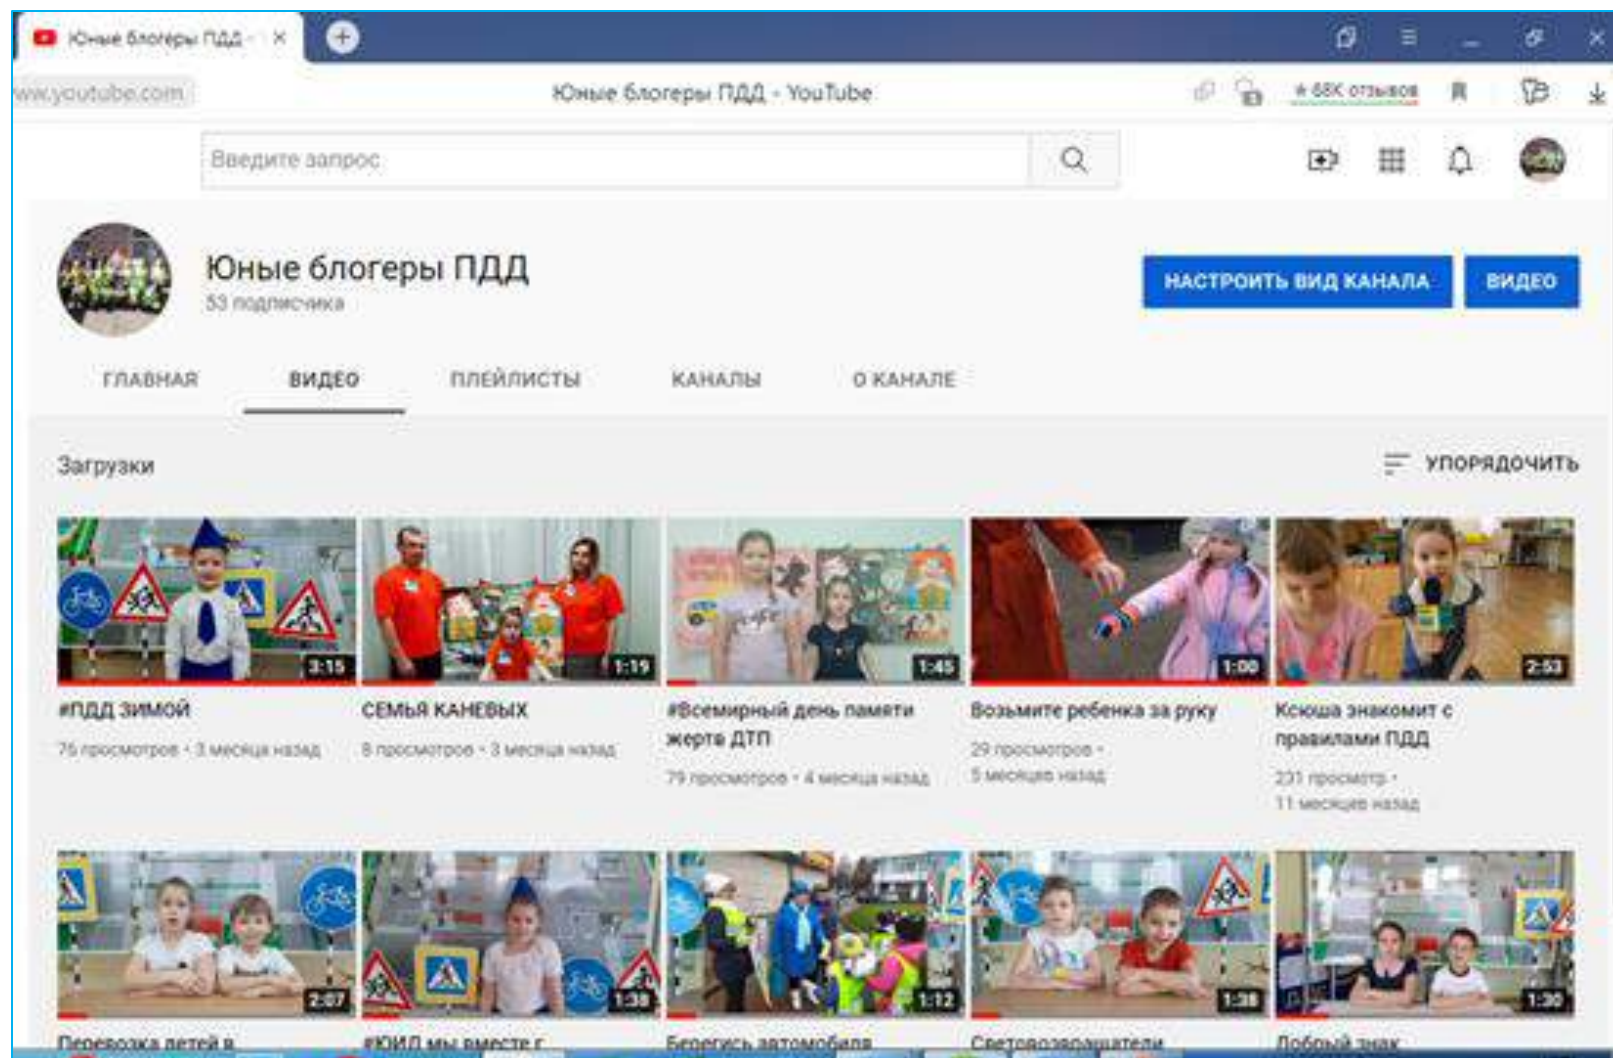 Юные блогеры ПДД -
ww.youtube.com
Юные блогеры ПДД - YouTube
★ 68K отзывов
Введите запрос
Юные блогеры ПДД
53 подписчика
НАСТРОИТЬ ВИД КАНАЛА
ВИДЕО
ГЛАВНАЯ
ВИДЕО
ПЛЕЙЛИСТЫ
КАНАЛЫ
О КАНАЛЕ
Загрузки
УПОРЯДОЧИТЬ
3:15
1:19
1:45
1:00
2:53
#ПДД ЗИМОЙ
76 просмотров • 3 месяца назад
СЕМЬЯ КАНЕВЫХ
8 просмотров • 3 месяца назад
#Всемирный день памяти
жертв ДТП
79 просмотров • 4 месяца назад
Возьмите ребенка за руку
29 просмотров •
5 месяцев назад
Ксюша знакомит с
правилами ПДД
231 просмотр •
11 месяцев назад
2:07
1:38
1:12
1:38
1:30
Перевозка детей в
#ЮИД мы вместе г
Берегись автомобиля
Световозвращатели
Добрый знак